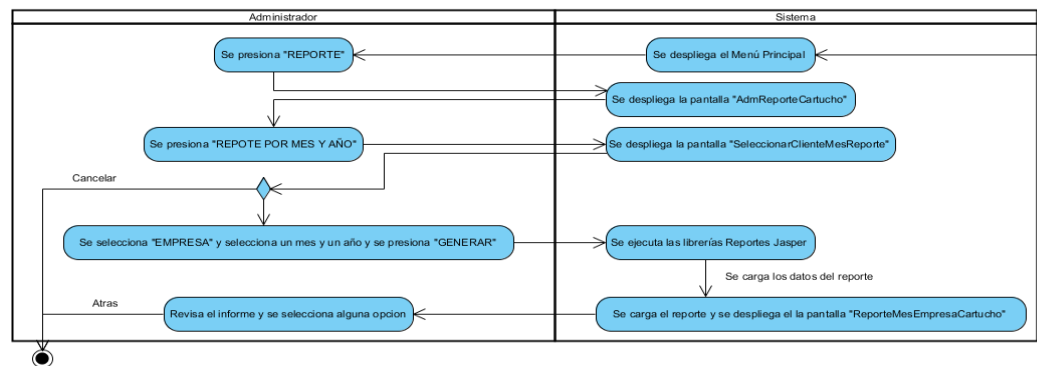 Administrador
Sistema
Se presiona "REPORTE"
Se despliega el Menú Principal
Se despliega la pantalla "AdmReporteCartucho"
Se presiona "REPOTE POR MES Y AÑO"
Se despliega la pantalla "SeleccionarClienteMesReporte"
Cancelar
Se selecciona "EMPRESA" y selecciona un mes y un año y se presiona "GENERAR"
Se ejecuta las librerías Reportes Jasper
Se carga los datos del reporte
Atras
Revisa el informe y se selecciona alguna opcion
Se carga el reporte y se despliega el la pantalla "ReporteMesEmpresaCartucho"